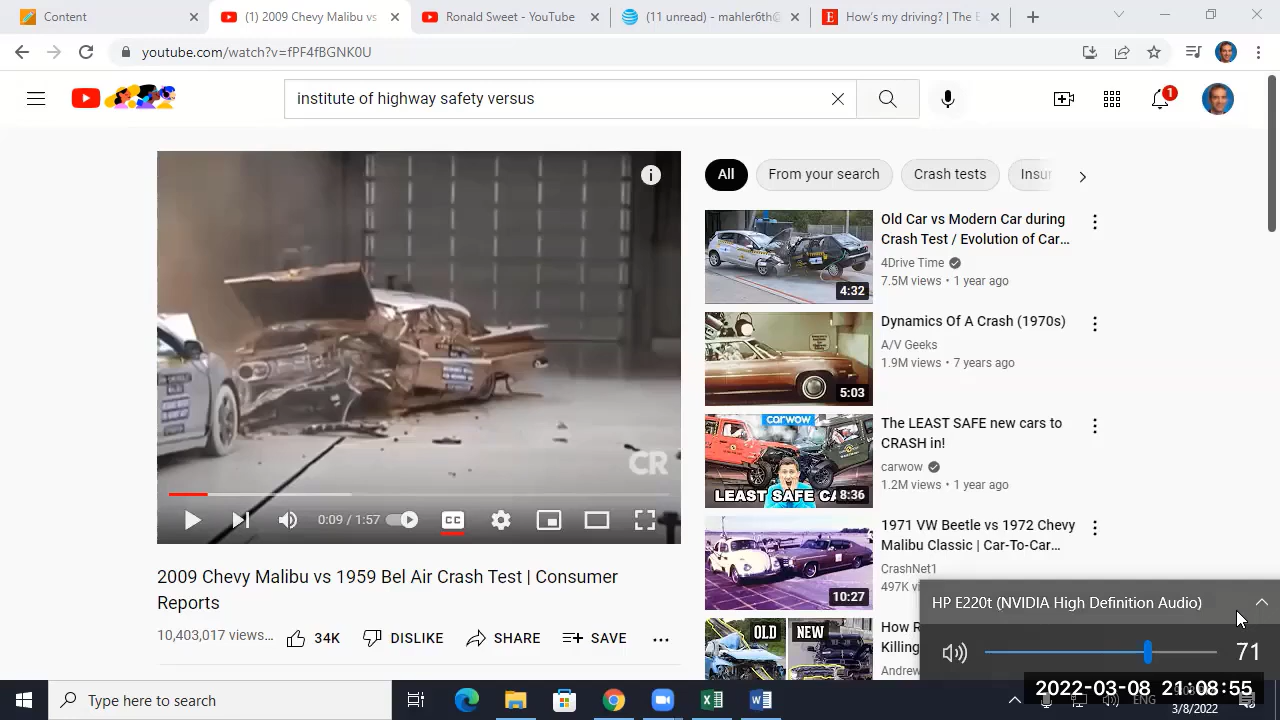 Content
(1) 2009 Chevy Malibu vs
Ronald Sweet - YouTube
(11 unread) - mahler6th@
How's my driving? | The E
youtube.com/watch?v=fPF4fBGNK0U
institute of highway safety versus
1
CR
0:09 / 1:57
CC
2009 Chevy Malibu vs 1959 Bel Air Crash Test | Consumer
Reports
10,403,017 views...
34K
DISLIKE
SHARE
SAVE
All
From your search
Crash tests
Insur
Old Car vs Modern Car during
Crash Test / Evolution of Car...
4Drive Time
7.5M views • 1 year ago
4:32
Dynamics Of A Crash (1970s)
A/V Geeks
1.9M views • 7 years ago
5:03
The LEAST SAFE new cars to
CRASH in!
carwow
1.2M views • 1 year ago
carwow
LEAST SAFE CA
8:36
1971 VW Beetle vs 1972 Chevy
Malibu Classic | Car-To-Car...
CrashNet1
497K vi
10:27
OLD
NEW
How R
Killing
Andrew
HP E220t (NVIDIA High Definition Audio)
71
Type here to search
ENG
2022-03-08 21:08:55
3/8/2022